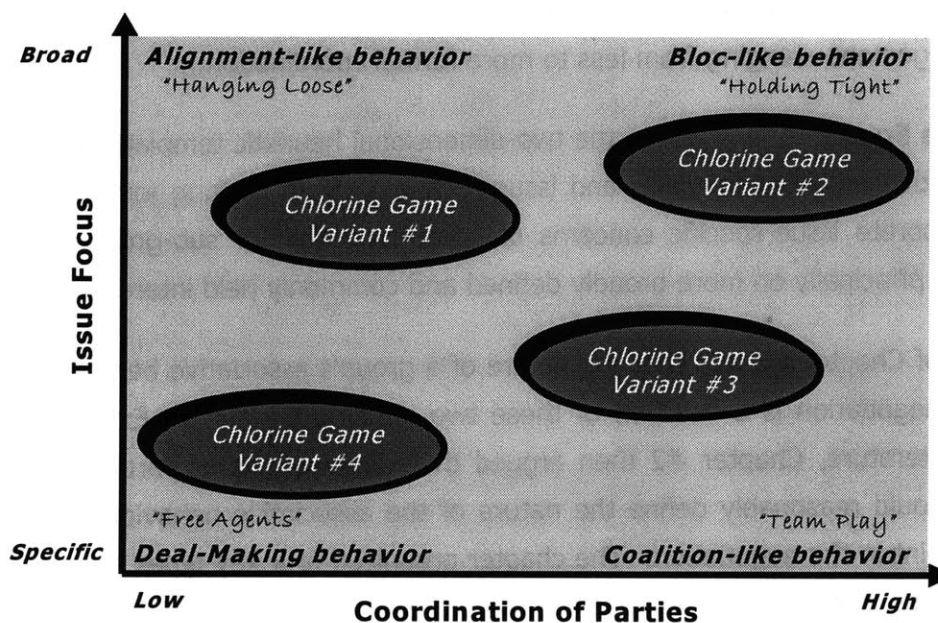 Broad
Alignment-like behavior
"Hanging Loose"
Bloc-like behavior
"Holding Tight"
Chlorine Game
Variant #2
Chlorine Game
Variant #1
Issue Focus
Chlorine Game
Variant #3
Chlorine Game
Variant #4
"Free Agents"
"Team Play"
Specific
Deal-Making behavior
Coalition-like behavior
Low
Coordination of Parties
High